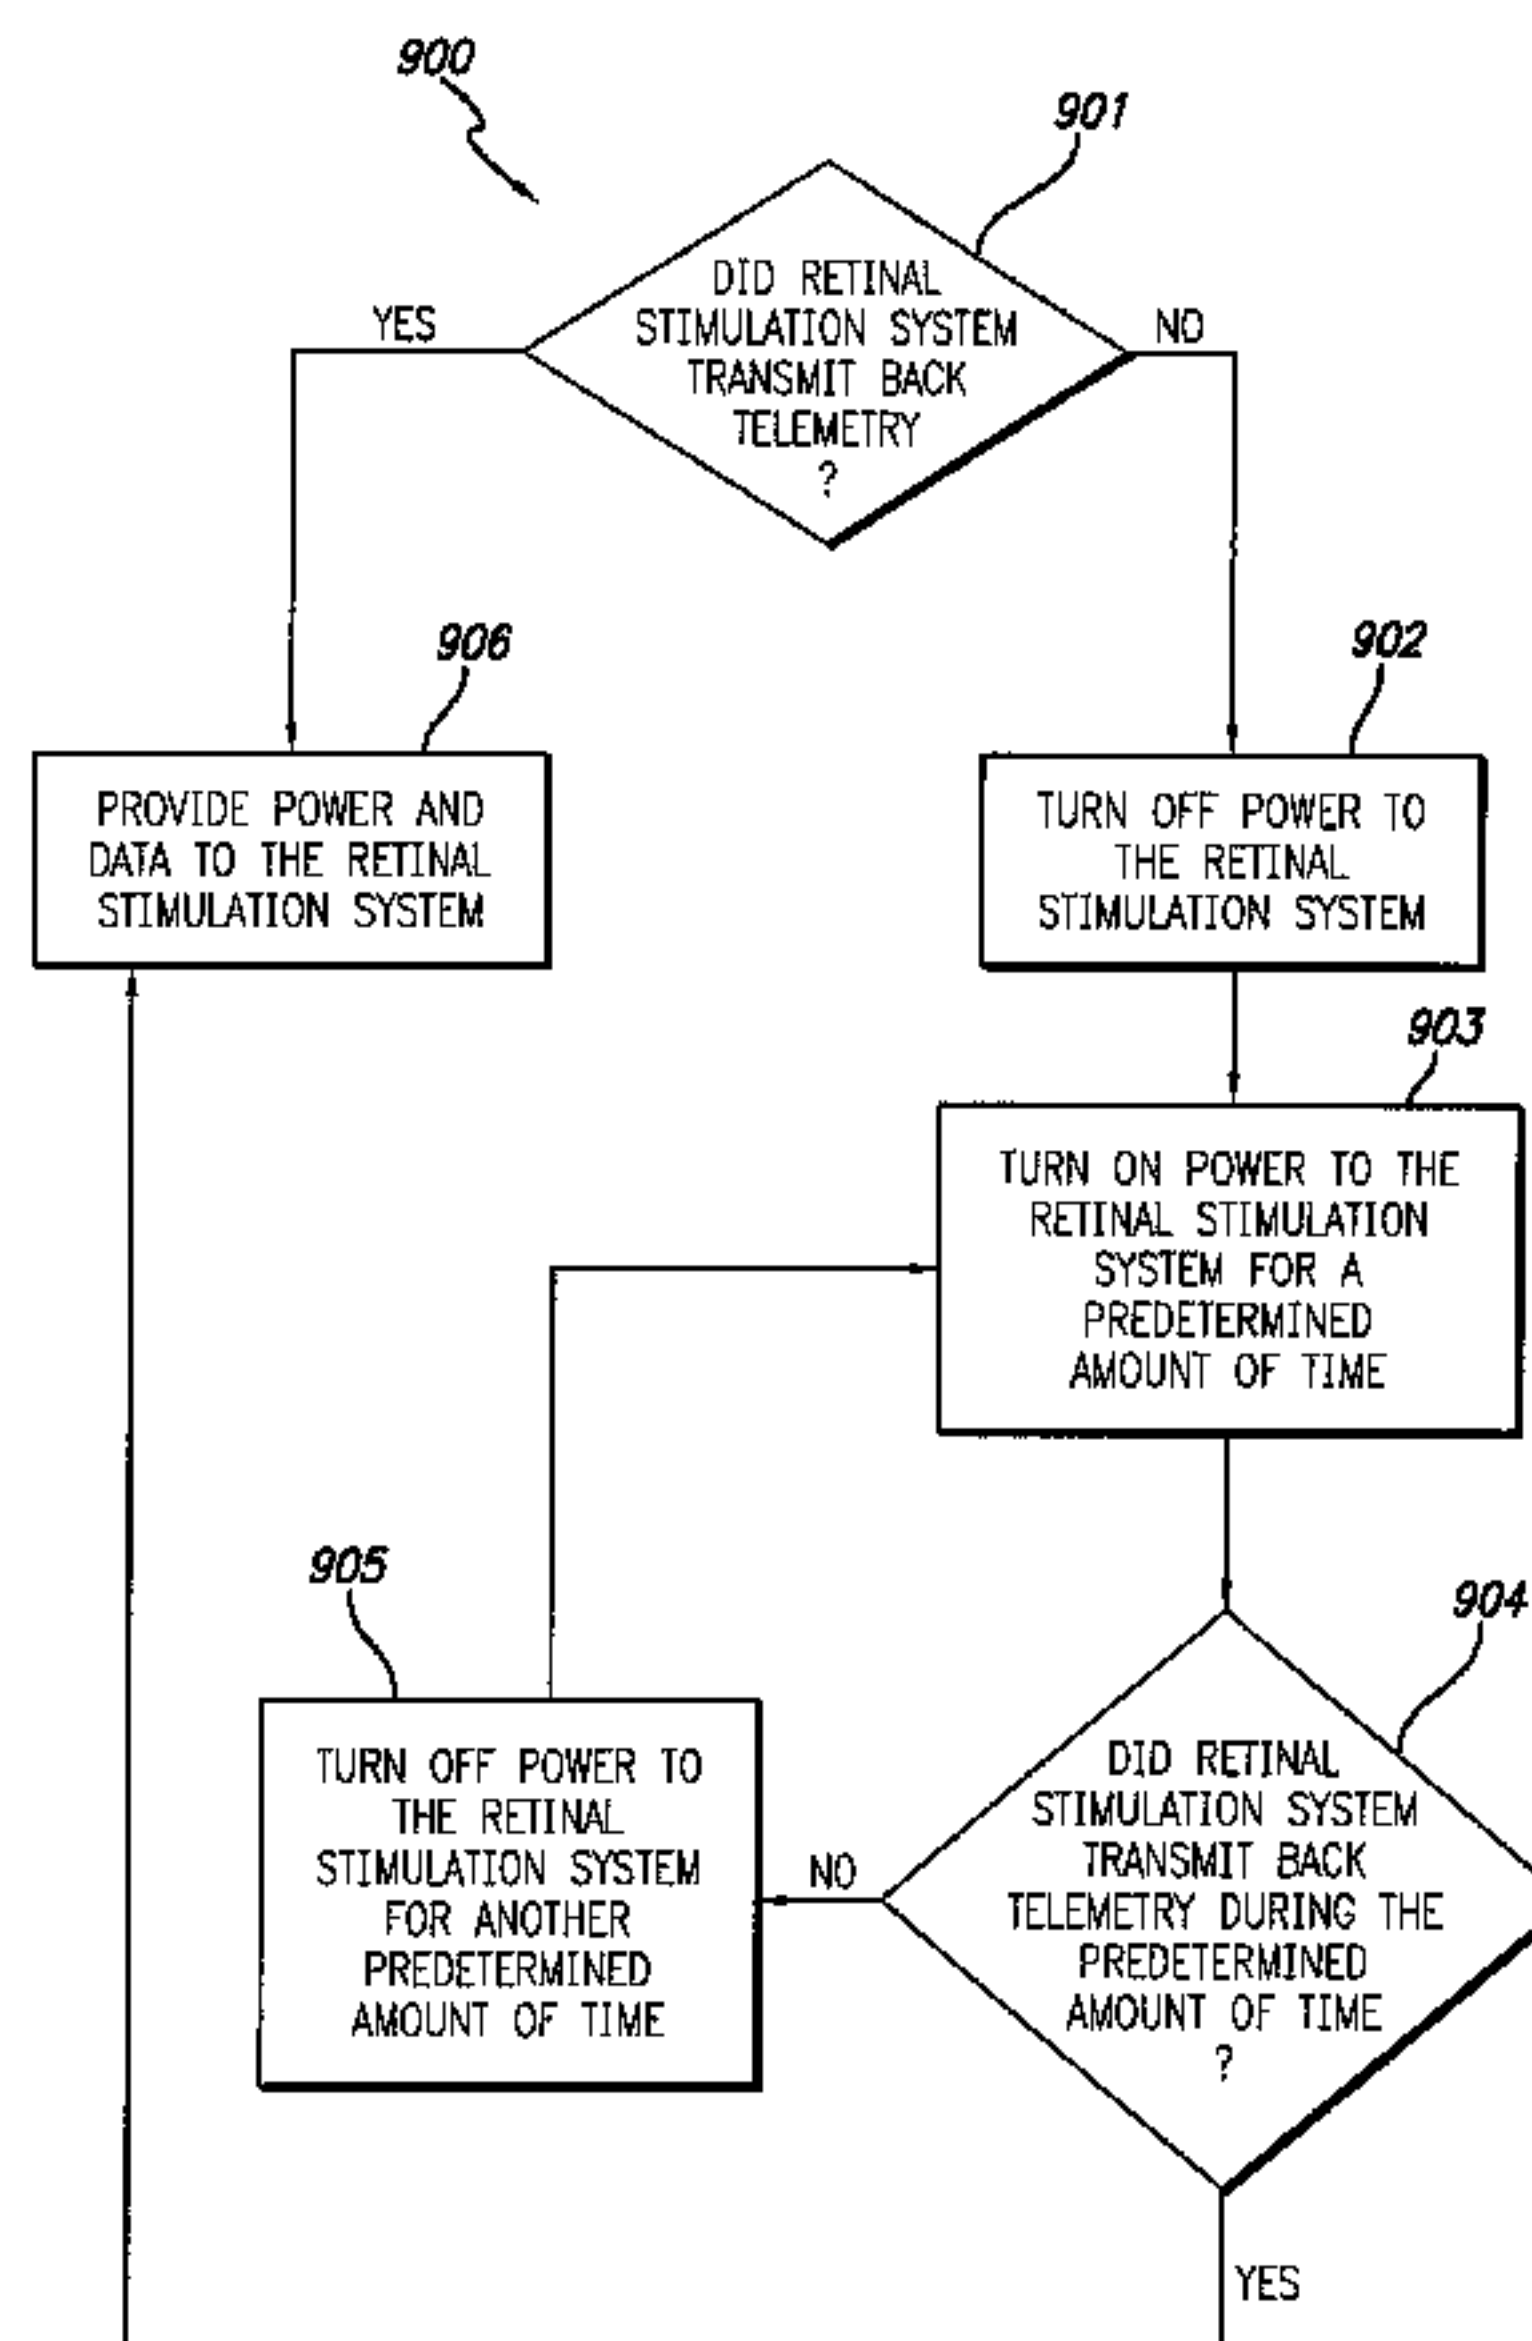 900
901
DID RETINAL
STIMULATION SYSTEM
TRANSMIT BACK
TELEMETRY
?
YES
NO
906
902
PROVIDE POWER AND
DATA TO THE RETINAL
STIMULATION SYSTEM
TURN OFF POWER TO
THE RETINAL
STIMULATION SYSTEM
903
TURN ON POWER TO THE
RETINAL STIMULATION
SYSTEM FOR A
PREDETERMINED
AMOUNT OF TIME
905
904
TURN OFF POWER TO
THE RETINAL
STIMULATION SYSTEM
FOR ANOTHER
PREDETERMINED
AMOUNT OF TIME
NO
DID RETINAL
STIMULATION SYSTEM
TRANSMIT BACK
TELEMETRY DURING THE
PREDETERMINED
AMOUNT OF TIME
?
YES